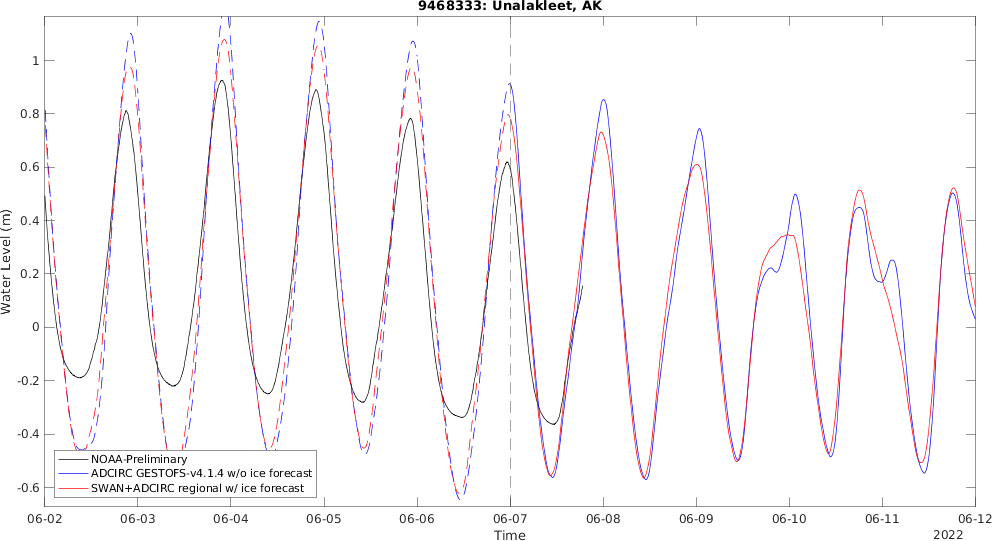 9468333: Unalakleet, AK
Water Level (m)
1
0.8
0.6
0.4
0.2
0
-0.2
-0.4
-0.6
NOAA-Preliminary
ADCIRC GESTOFS-v4.1.4 w/o ice forecast
SWAN+ADCIRC regional w/ ice forecast
06-02 06-03 06-04 06-05 06-06 06-07 06-08 06-09 06-10 06-11 06-12
Time
2022